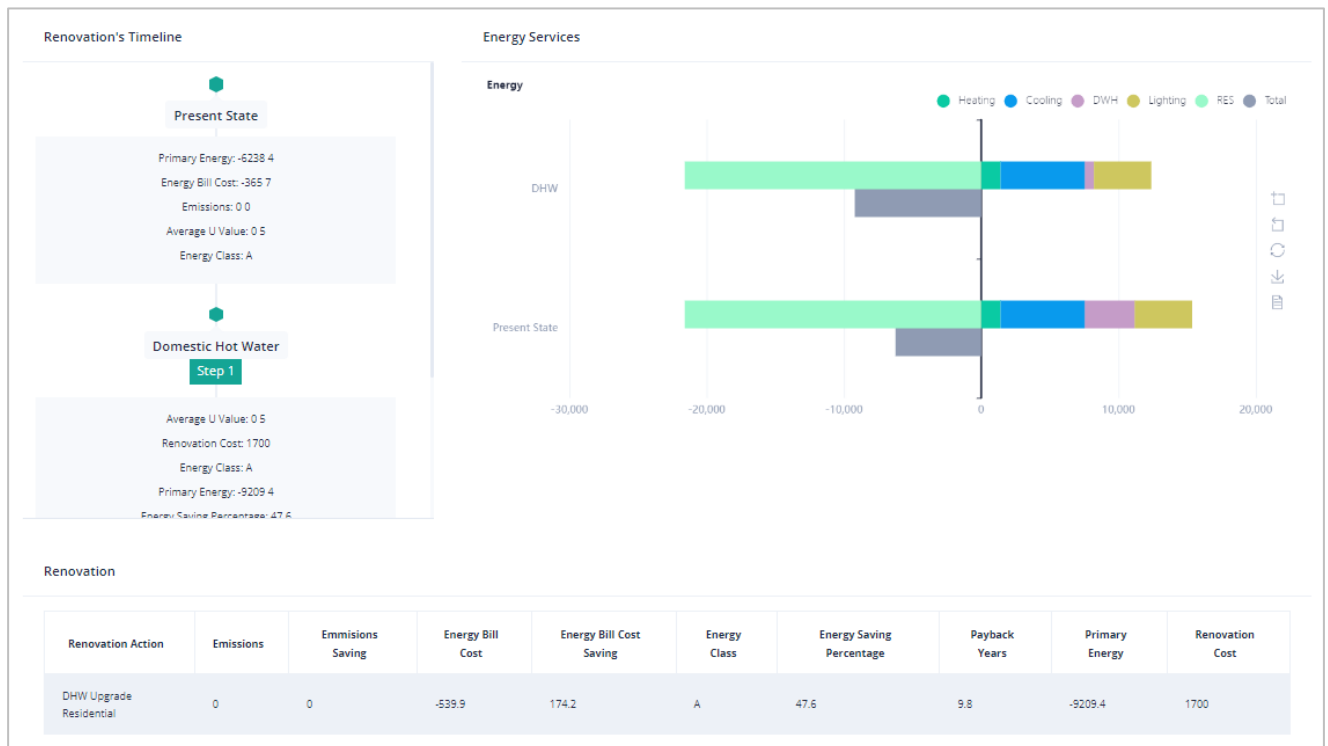 Renovation's Timeline
Present State
Primary Energy: -6238 4
Energy Bill Cost: -365 7
Emissions: 0 0
Average U Value: 0 5
Energy Class: A
Domestic Hot Water
Step 1
Average U Value: 0 5
Renovation Cost: 1700
Energy Class: A
Primary Energy: -9209 4
Energy Saving Percentage: 47 6
Energy Services
Energy
Heating Cooling DWH Lighting RES Total
DHW
Present State
-30,000 -20,000 -10,000 0 10,000 20,000
Renovation
Renovation Action Emissions Emmisions Saving Energy Bill Cost Energy Bill Cost Saving Energy Class Energy Saving Percentage Payback Years Primary Energy Renovation Cost
DHW Upgrade Residential 0 0 -539.9 174.2 A 47.6 9.8 -9209.4 1700